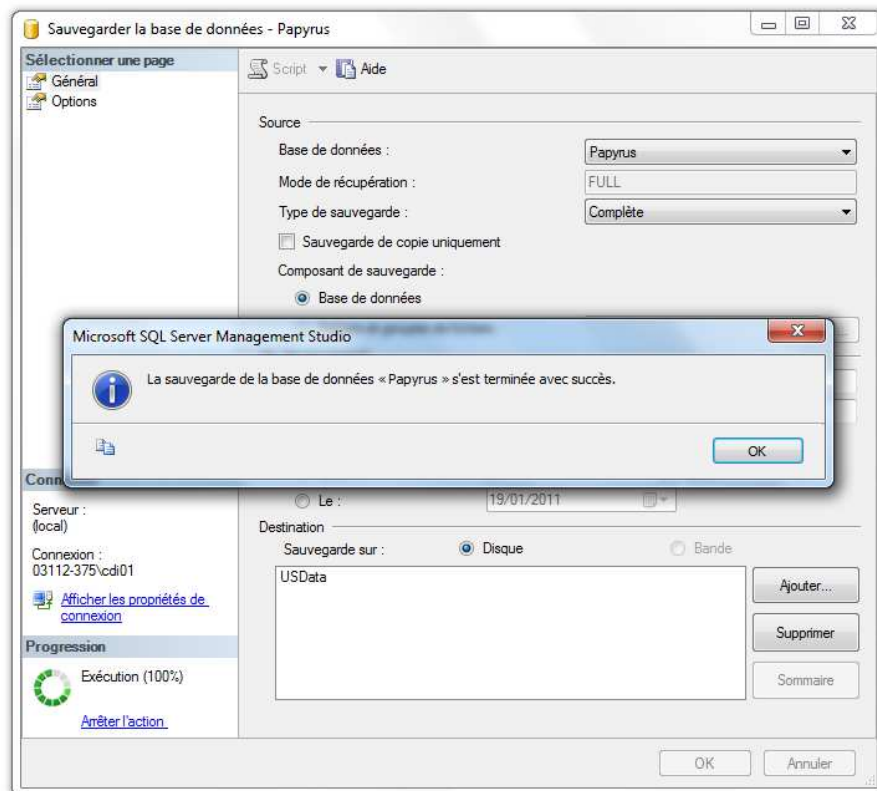 Sauvegarder la base de données - Papyrus
Sélectionner une page
Général
Options
Script
Aide
Source
Base de données :
Papyrus
Mode de récupération :
FULL
Type de sauvegarde :
Complète
Sauvegarde de copie uniquement
Composant de sauvegarde :
Base de données
Microsoft SQL Server Management Studio
La sauvegarde de la base de données « Papyrus » s'est terminée avec succès.
OK
Serveur :
(local)
Connexion :
03112-375\cdi01
Afficher les propriétés de
connexion
Progression
Exécution (100%)
Arrêter l'action
Le :
19/01/2011
Destination
Sauvegarde sur :
Disque
Bande
USData
Ajouter...
Supprimer
Sommaire
OK
Annuler